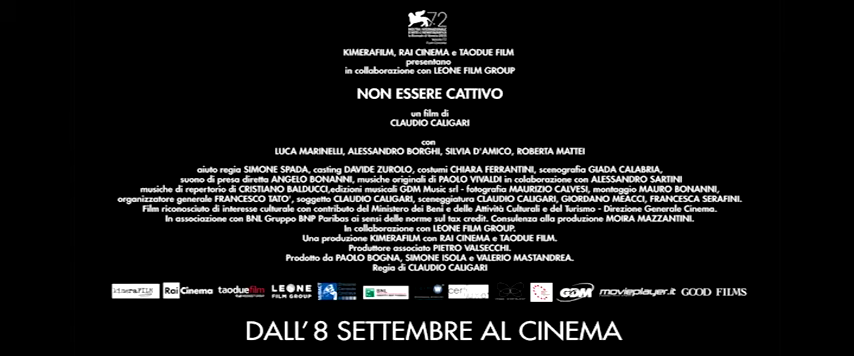 72
KIMERAFILM, RAI CINEMA e TAODUE FILM
presentano
in collaborazione con LEONE FILM GROUP
NON ESSERE CATTIVO
un film di
CLAUDIO CALIGARI
con
LUCA MARINELLI, ALESSANDRO BORGHI, SILVIA D'AMICO, ROBERTA MATTEI
aiuto regia SIMONE SPADA, casting DAVIDE ZUROLO, costumi CHIARA FERRANTINI, scenografia GIADA CALABRIA,
suono di presa diretta ANGELO BONANNI, musiche originali di PAOLO VIVALDI in collaborazione con ALESSANDRO SARTINI
musiche di repertorio di CRISTIANO BALDUCCI,edizioni musicali GDM Music srl - fotografia MAURIZIO CALVESI, montaggio MAURO BONANNI,
organizzatore generale FRANCESCO TATO', soggetto CLAUDIO CALIGARI, sceneggiatura CLAUDIO CALIGARI, GIORDANO MEACCI, FRANCESCA SERAFINI.
Film riconosciuto di interesse culturale con contributo del Ministero dei Beni e delle Attività Culturali e del Turismo - Direzione Generale Cinema.
In associazione con BNL Gruppo BNP Paribas ai sensi delle norme sul tax credit. Consulenza alla produzione MOIRA MAZZANTINI.
In collaborazione con LEONE FILM GROUP.
Una produzione KIMERAFILM con RAI CINEMA e TAODUE FILM.
Produttore associato PIETRO VALSECCHI.
Prodotto da PAOLO BOGNA, SIMONE ISOLA e VALERIO MASTANDREA.
Regia di CLAUDIO CALIGARI
kimeraFILM Rai Cinema taodue film LEONE FILM GROUP BNL GDM movieplayer.it GOOD FILMS
DALL'8 SETTEMBRE AL CINEMA